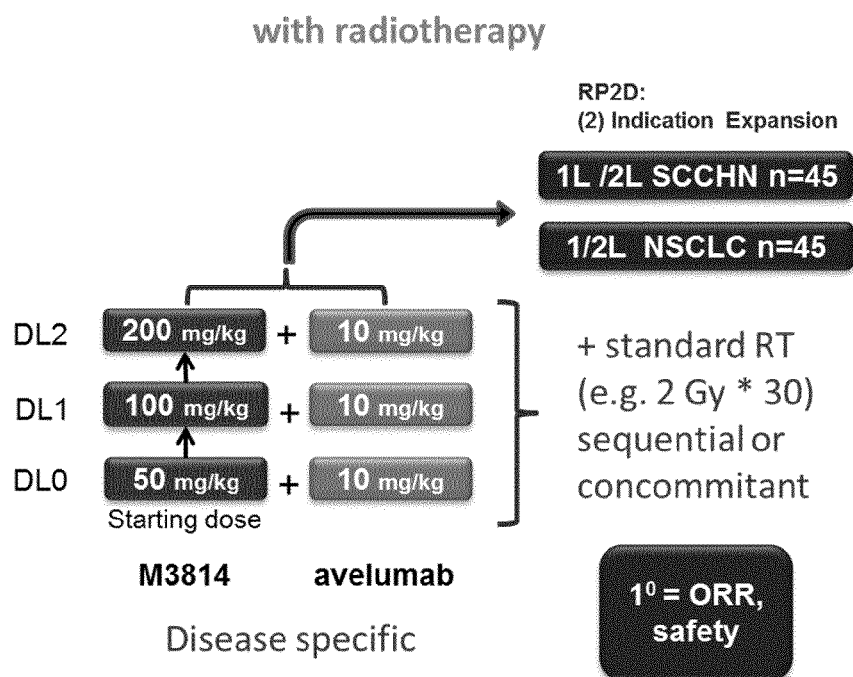 with radiotherapy
RP2D:
(2) Indication Expansion
1L /2L SCCHN n=45
1/2L NSCLC n=45
DL2 200 mg/kg + 10 mg/kg
DL1 100 mg/kg + 10 mg/kg
DL0 50 mg/kg + 10 mg/kg
Starting dose
M3814 avelumab
Disease specific
+ standard RT
(e.g. 2 Gy * 30)
sequential or
concommitant
1⁰ = ORR,
safety